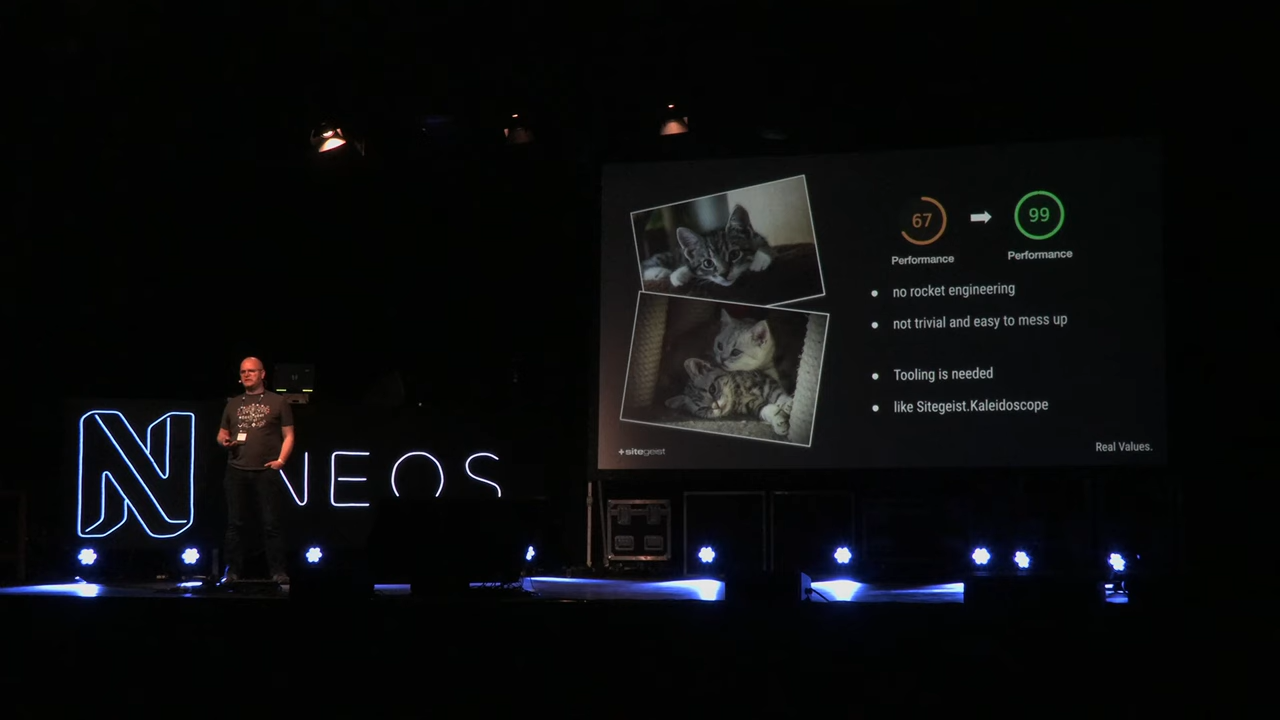 N NEOS
67
99
Performance
Performance
no rocket engineering
not trivial and easy to mess up
Tooling is needed
like Sitegeist.Kaleidoscope
+sitegeist
Real Values.